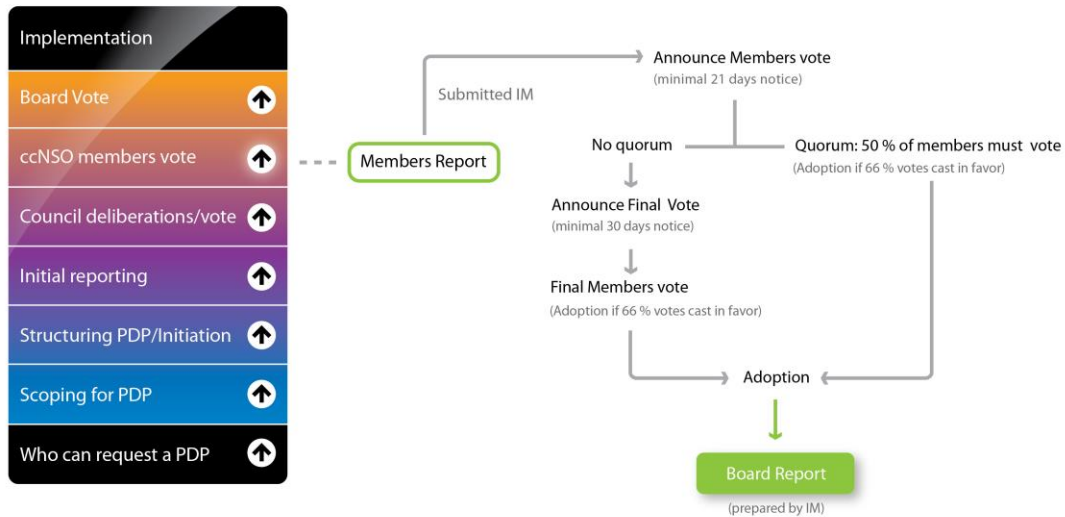 Implementation
Board Vote
ccNSO members vote
Council deliberations/vote
Initial reporting
Structuring PDP/Initiation
Scoping for PDP
Who can request a PDP
Members Report
Submitted IM
Announce Members vote
(minimal 21 days notice)
No quorum
Quorum: 50 % of members must vote
(Adoption if 66 % votes cast in favor)
Announce Final Vote
(minimal 30 days notice)
Final Members vote
(Adoption if 66 % votes cast in favor)
Adoption
Board Report
(prepared by IM)